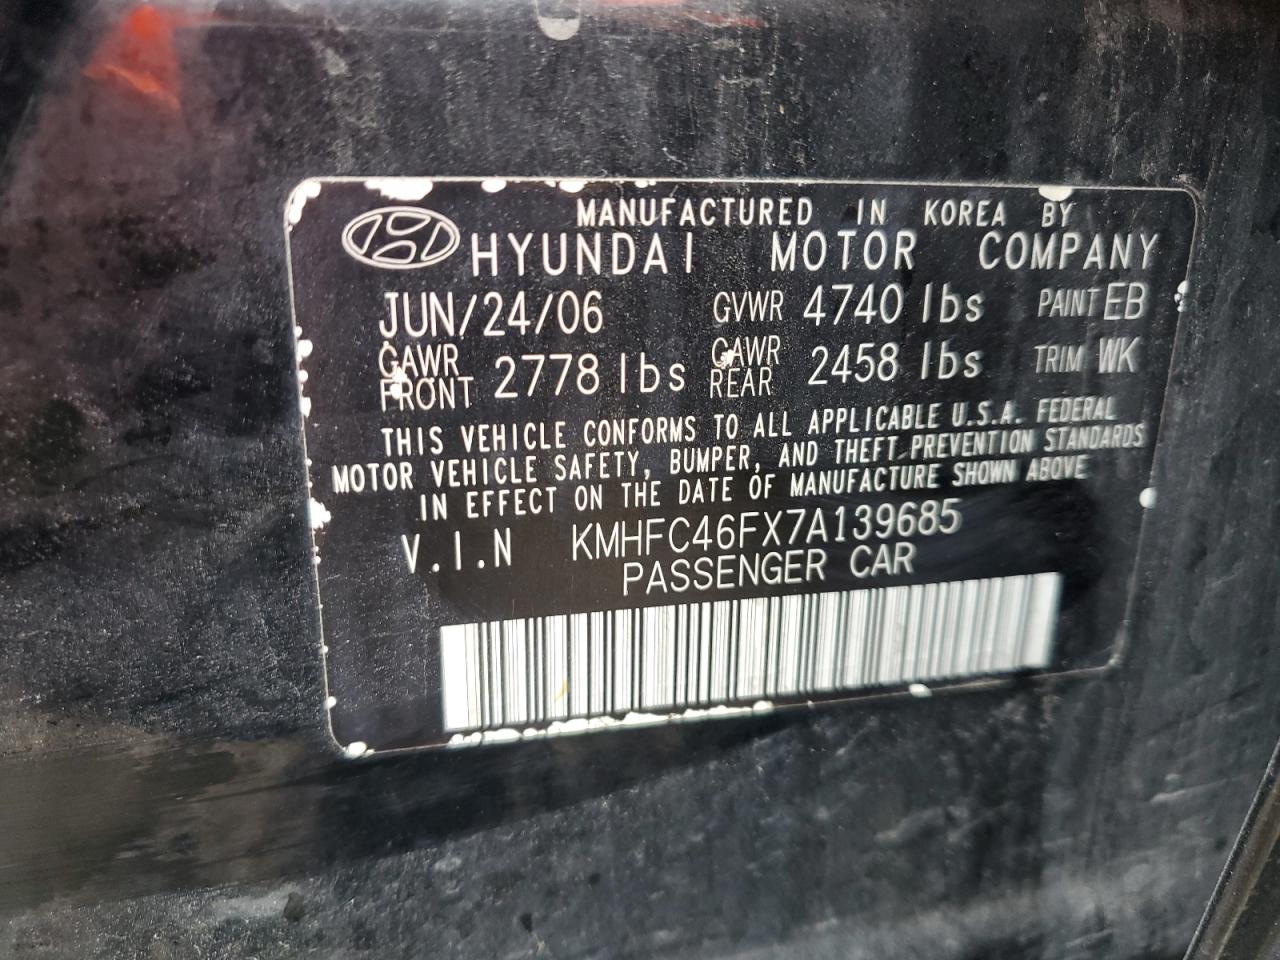 MANUFACTURED IN KOREA BY
HYUNDAI MOTOR COMPANY
JUN/24/06 GVWR 4740 lbs PAINT EB
GAWR FRONT 2778 lbs GAWR REAR 2458 lbs TRIM WK
THIS VEHICLE CONFORMS TO ALL APPLICABLE U.S.A. FEDERAL
MOTOR VEHICLE SAFETY, BUMPER, AND THEFT PREVENTION STANDARDS
IN EFFECT ON THE DATE OF MANUFACTURE SHOWN ABOVE
V.I.N KMHFC46FX7A139685
PASSENGER CAR